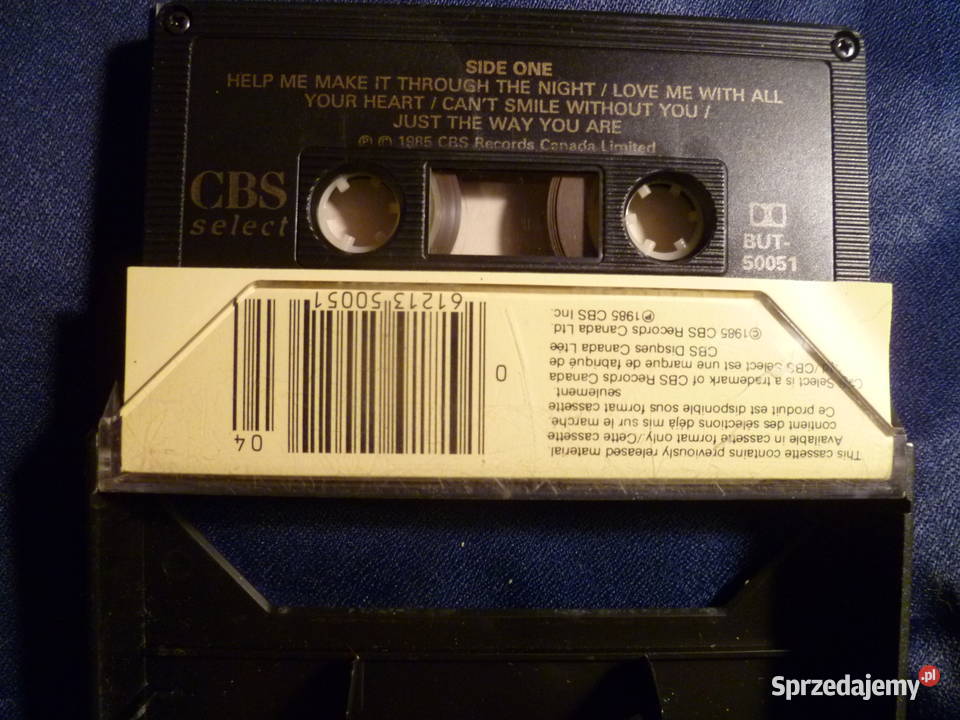 SIDE ONE
HELP ME MAKE IT THROUGH THE NIGHT / LOVE ME WITH ALL
YOUR HEART / CAN'T SMILE WITHOUT YOU /
JUST THE WAY YOU ARE
℗ © 1985 CBS Records Canada Limited
CBS
select
BUT-
50051
This cassette contains previously released material.
Available in cassette format only./Cette cassette
contient des sélections déjà mis sur le marché.
Ce produit est disponible sous format cassette
seulement.
Select is a trademark of CBS Records Canada
/CBS Select est une marque de fabrique de
CBS Disques Canada Ltée
©1985 CBS Records Canada Ltd.
℗1985 CBS Inc.
0
61213 50051
04
Sprzedajemy.pl